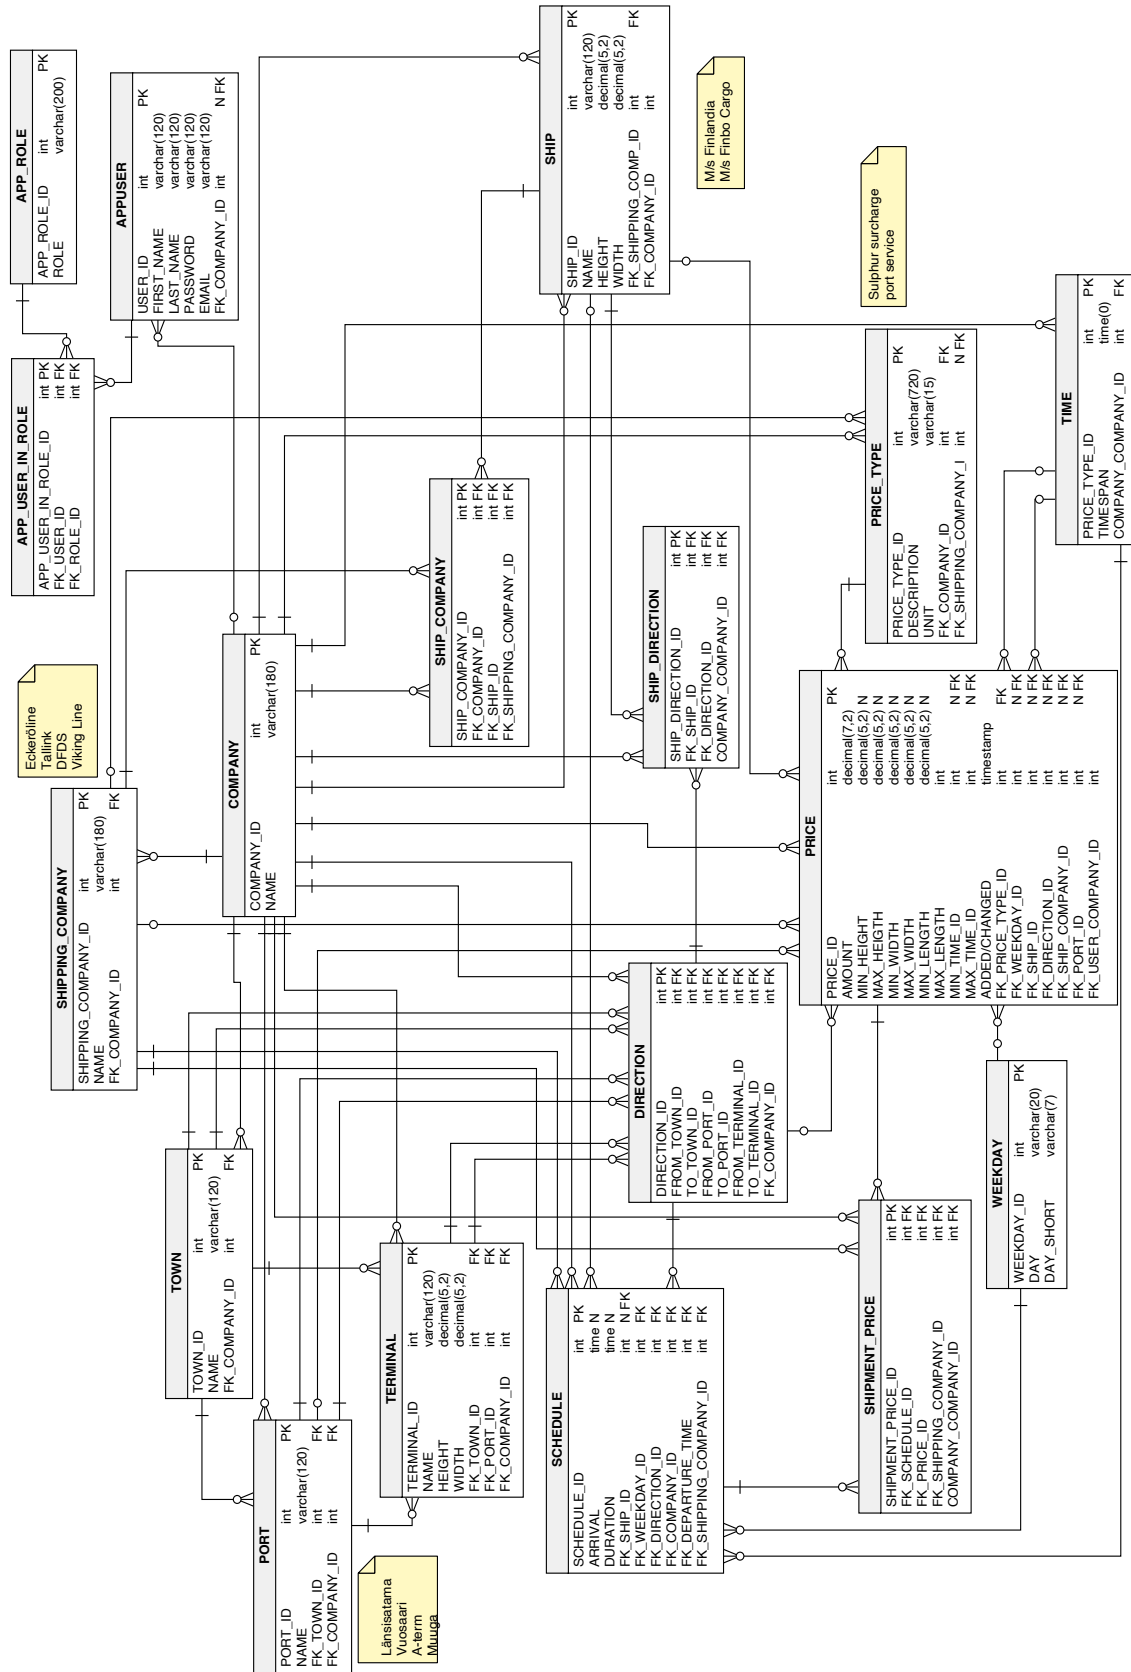 APP_USER_IN_ROLE
APP_USER_IN_ROLE_ID int PK
FK_USER_ID int FK
FK_ROLE_ID int FK
APP_ROLE
APP_ROLE_ID int PK
ROLE varchar(200)
Eckeröline
Tallink
DFDS
Viking Line
SHIPPING_COMPANY
SHIPPING_COMPANY_ID int PK
NAME varchar(180)
FK_COMPANY_ID int FK
APPUSER
USER_ID int PK
FIRST_NAME varchar(120)
LAST_NAME varchar(120)
PASSWORD varchar(120)
EMAIL varchar(120)
FK_COMPANY_ID int N FK
TOWN
TOWN_ID int PK
NAME varchar(120)
FK_COMPANY_ID int FK
COMPANY
COMPANY_ID int PK
NAME varchar(180)
PORT
PORT_ID int PK
NAME varchar(120)
FK_TOWN_ID int FK
FK_COMPANY_ID int FK
Länsisatama
Vuosaari
A-term
Muuga
TERMINAL
TERMINAL_ID int PK
NAME varchar(120)
HEIGHT decimal(5,2)
WIDTH decimal(5,2)
FK_TOWN_ID int FK
FK_PORT_ID int FK
FK_COMPANY_ID int FK
SHIP_COMPANY
SHIP_COMPANY_ID int PK
FK_COMPANY_ID int FK
FK_SHIP_ID int FK
FK_SHIPPING_COMPANY_ID int FK
SHIP
SHIP_ID int PK
NAME varchar(120)
HEIGHT decimal(5,2)
WIDTH decimal(5,2)
FK_SHIPPING_COMP_ID int FK
FK_COMPANY_ID int
SCHEDULE
SCHEDULE_ID int PK
ARRIVAL time N
DURATION time N
FK_SHIP_ID int N FK
FK_WEEKDAY_ID int FK
FK_DIRECTION_ID int FK
FK_COMPANY_ID int FK
FK_DEPARTURE_TIME int FK
FK_SHIPPING_COMPANY_ID int FK
DIRECTION
DIRECTION_ID int PK
FROM_TOWN_ID int FK
TO_TOWN_ID int FK
FROM_PORT_ID int FK
TO_PORT_ID int FK
FROM_TERMINAL_ID int FK
TO_TERMINAL_ID int FK
FK_COMPANY_ID int FK
SHIP_DIRECTION
SHIP_DIRECTION_ID int PK
FK_SHIP_ID int FK
FK_DIRECTION_ID int FK
COMPANY_COMPANY_ID int FK
M/s Finlandia
M/s Finbo Cargo
PRICE
PRICE_ID int PK
AMOUNT decimal(7,2)
MIN_HEIGHT decimal(5,2) N
MAX_HEIGTH decimal(5,2) N
MIN_WIDTH decimal(5,2) N
MAX_WIDTH decimal(5,2) N
MIN_LENGTH decimal(5,2) N
MAX_LENGTH int
MIN_TIME_ID int N FK
MAX_TIME_ID int N FK
ADDED/CHANGED timestamp
FK_PRICE_TYPE_ID int FK
FK_WEEKDAY_ID int N FK
FK_SHIP_ID int N FK
FK_DIRECTION_ID int N FK
FK_SHIP_COMPANY_ID int N FK
FK_PORT_ID int N FK
FK_USER_COMPANY_ID int
SHIPMENT_PRICE
SHIPMENT_PRICE_ID int PK
FK_SCHEDULE_ID int FK
FK_PRICE_ID int FK
FK_SHIPPING_COMPANY_ID int FK
COMPANY_COMPANY_ID int FK
PRICE_TYPE
PRICE_TYPE_ID int PK
DESCRIPTION varchar(720)
UNIT varchar(15)
FK_COMPANY_ID int FK
FK_SHIPPING_COMPANY_I int N FK
Sulphur surcharge
port service
WEEKDAY
WEEKDAY_ID int PK
DAY varchar(20)
DAY_SHORT varchar(7)
TIME
PRICE_TYPE_ID int PK
TIMESPAN time(0)
COMPANY_COMPANY_ID int FK